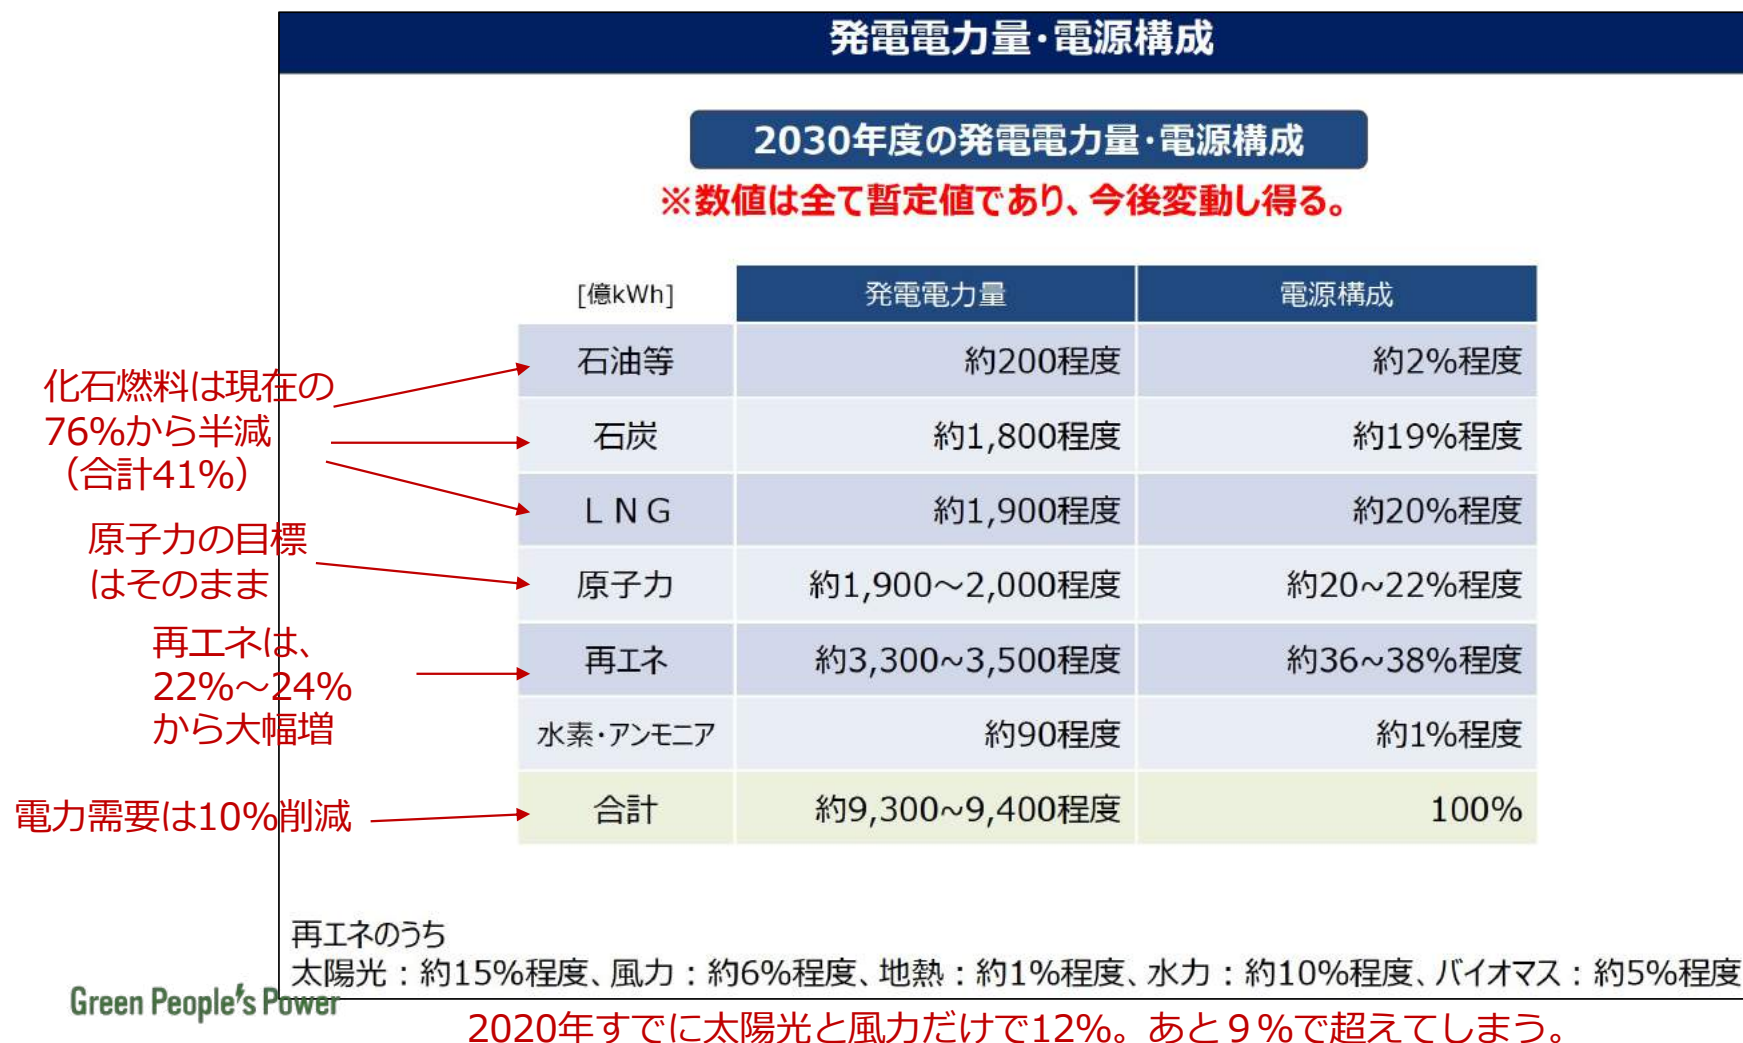 発電電力量･電源構成
2030年度の発電電力量･電源構成
※数値は全て暫定値であり、今後変動し得る。
[億kWh] 発電電力量 電源構成
石油等 約200程度 約2%程度
石炭 約1,800程度 約19%程度
ＬＮＧ 約1,900程度 約20%程度
原子力 約1,900～2,000程度 約20~22%程度
再エネ 約3,300~3,500程度 約36~38%程度
水素･アンモニア 約90程度 約1%程度
合計 約9,300~9,400程度 100%
化石燃料は現在の
76%から半減
（合計41%）
原子力の目標
はそのまま
再エネは、
22%～24%
から大幅増
電力需要は10%削減
再エネのうち
太陽光：約15%程度、風力：約6%程度、地熱：約1%程度、水力：約10%程度、バイオマス：約5%程度
Green People's Power
2020年すでに太陽光と風力だけで12%。あと９%で超えてしまう。